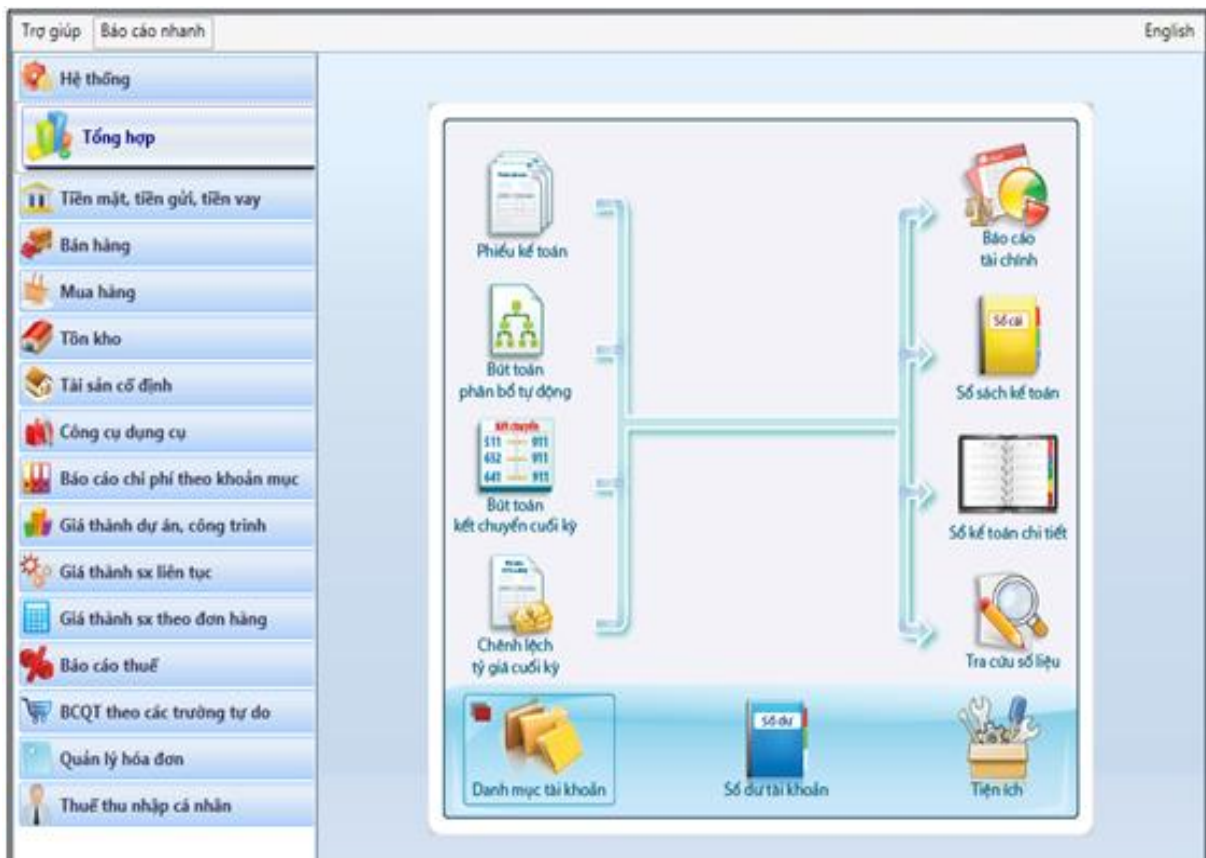 Trợ giúp Báo cáo nhanh English
Hệ thống
Tổng hợp
Tiền mặt, tiền gửi, tiền vay
Bán hàng
Mua hàng
Tồn kho
Tài sản cố định
Công cụ dụng cụ
Báo cáo chi phí theo khoản mục
Giá thành dự án, công trình
Giá thành sx liên tục
Giá thành sx theo đơn hàng
Báo cáo thuế
BCQT theo các trường tự do
Quản lý hóa đơn
Thuế thu nhập cá nhân
Phiếu kế toán
Bút toán
phân bổ tự động
Kết chuyển
511 911
632 911
641 911
Bút toán
kết chuyển cuối kỳ
Chênh lệch
tỷ giá cuối kỳ
Báo cáo
tài chính
Sổ cái
Sổ sách kế toán
Sổ kế toán chi tiết
Tra cứu số liệu
Danh mục tài khoản
Số dư
Số dư tài khoản
Tiện ích